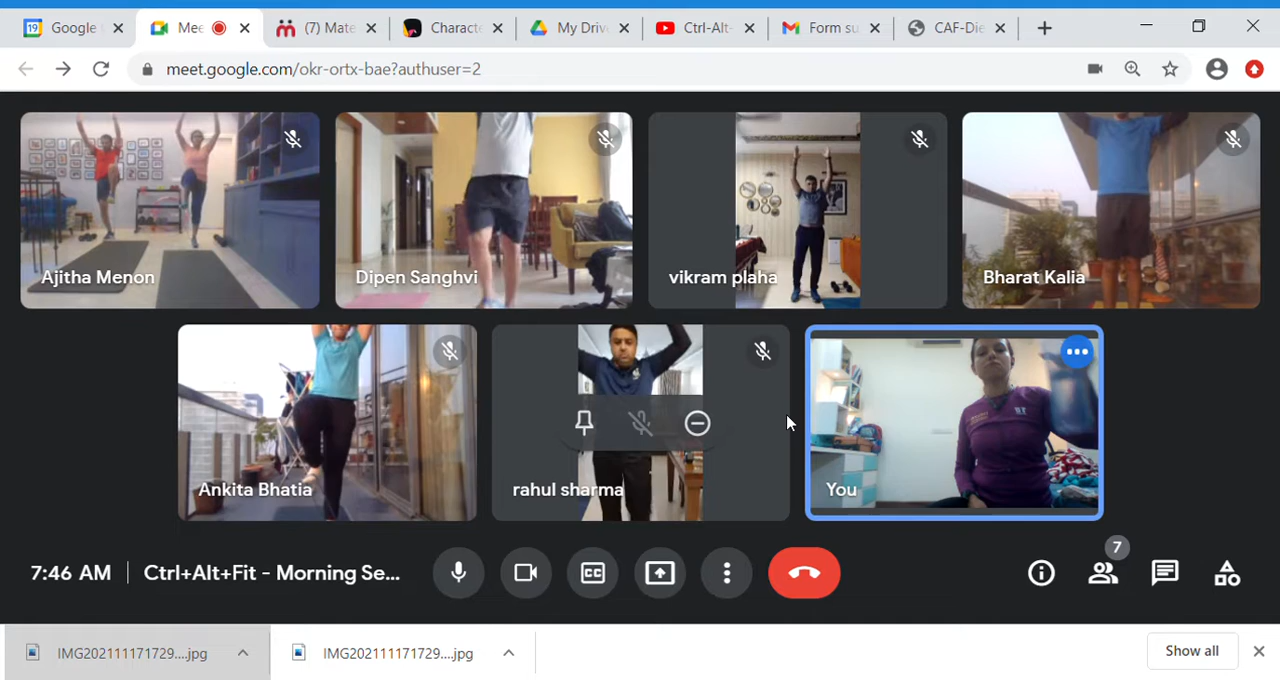 Google
Mee
(7) Mate
Characte
My Driv
Ctrl-Alt-
Form su
CAF-Die
meet.google.com/okr-ortx-bae?authuser=2
Ajitha Menon
Dipen Sanghvi
vikram plaha
Bharat Kalia
Ankita Bhatia
rahul sharma
You
7
7:46 AM | Ctrl+Alt+Fit - Morning Se...
CC
IMG202111171729....jpg
IMG202111171729....jpg
Show all